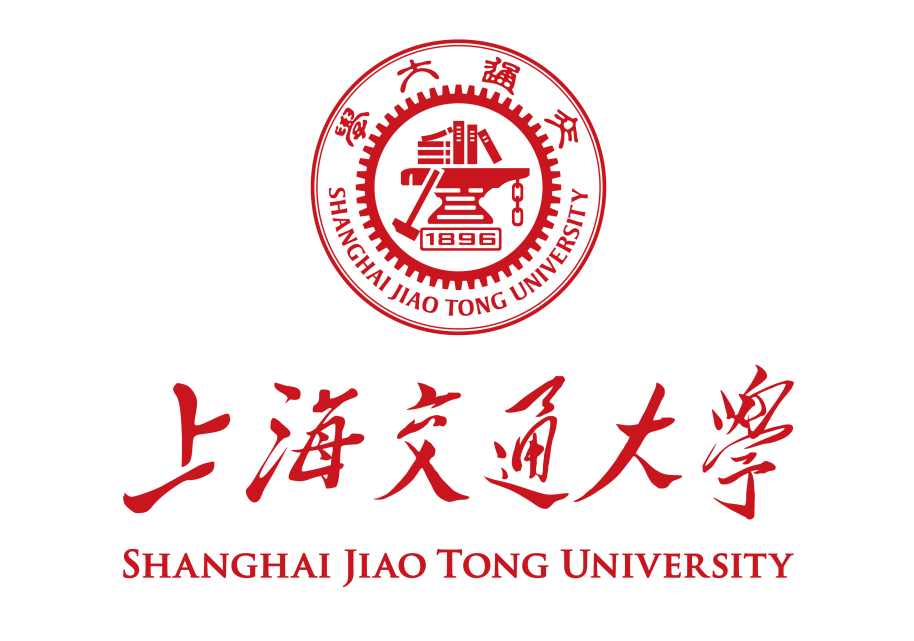 交通大學
1896
SHANGHAI JIAO TONG UNIVERSITY
上海交通大學
SHANGHAI JIAO TONG UNIVERSITY